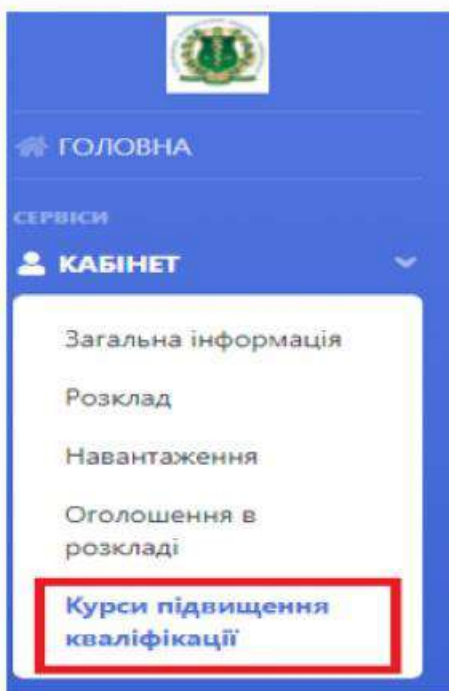 ГОЛОВНА
СЕРВІСИ
КАБІНЕТ
Загальна інформація
Розклад
Навантаження
Оголошення в
розкладі
Курси підвищення
кваліфікації